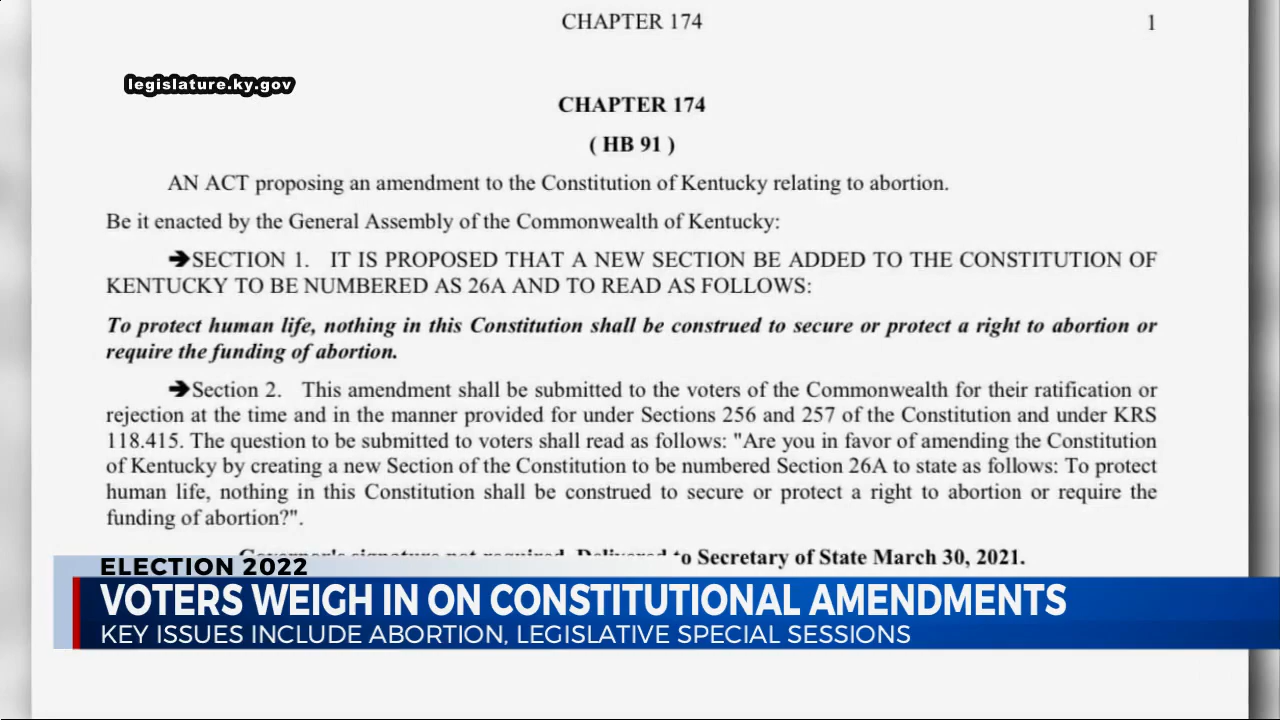 CHAPTER 174 1
legislature.ky.gov
CHAPTER 174
( HB 91 )
AN ACT proposing an amendment to the Constitution of Kentucky relating to abortion.
Be it enacted by the General Assembly of the Commonwealth of Kentucky:
➔SECTION 1. IT IS PROPOSED THAT A NEW SECTION BE ADDED TO THE CONSTITUTION OF
KENTUCKY TO BE NUMBERED AS 26A AND TO READ AS FOLLOWS:
To protect human life, nothing in this Constitution shall be construed to secure or protect a right to abortion or
require the funding of abortion.
➔Section 2. This amendment shall be submitted to the voters of the Commonwealth for their ratification or
rejection at the time and in the manner provided for under Sections 256 and 257 of the Constitution and under KRS
118.415. The question to be submitted to voters shall read as follows: "Are you in favor of amending the Constitution
of Kentucky by creating a new Section of the Constitution to be numbered Section 26A to state as follows: To protect
human life, nothing in this Constitution shall be construed to secure or protect a right to abortion or require the
funding of abortion?".
Governor's signature not required. Delivered to Secretary of State March 30, 2021.
ELECTION 2022
VOTERS WEIGH IN ON CONSTITUTIONAL AMENDMENTS
KEY ISSUES INCLUDE ABORTION, LEGISLATIVE SPECIAL SESSIONS